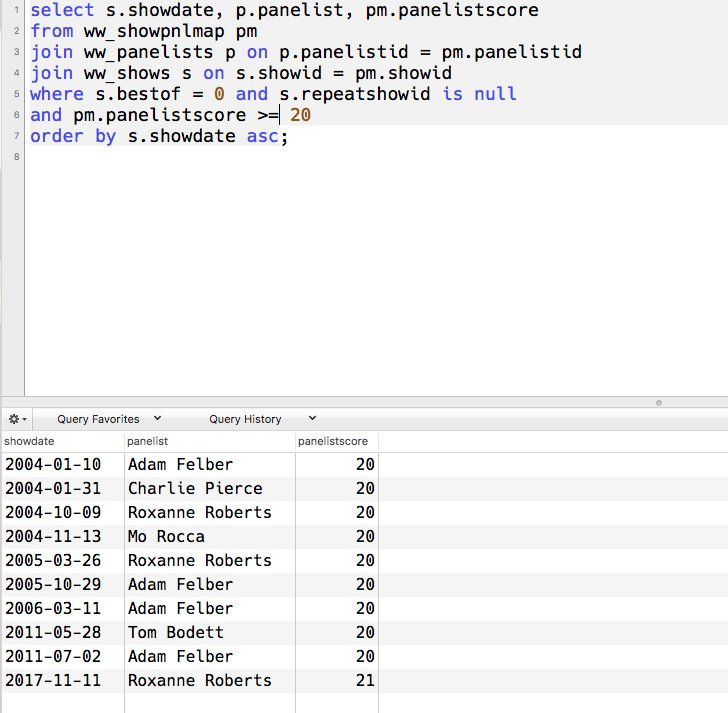 1 select s.showdate, p.panelist, pm.panelistscore
2 from ww_showpnlmap pm
3 join ww_panelists p on p.panelistid = pm.panelistid
4 join ww_shows s on s.showid = pm.showid
5 where s.bestof = 0 and s.repeatshowid is null
6 and pm.panelistscore >= 20
7 order by s.showdate asc;
8
Query Favorites Query History
showdate panelist panelistscore
2004-01-10 Adam Felber 20
2004-01-31 Charlie Pierce 20
2004-10-09 Roxanne Roberts 20
2004-11-13 Mo Rocca 20
2005-03-26 Roxanne Roberts 20
2005-10-29 Adam Felber 20
2006-03-11 Adam Felber 20
2011-05-28 Tom Bodett 20
2011-07-02 Adam Felber 20
2017-11-11 Roxanne Roberts 21